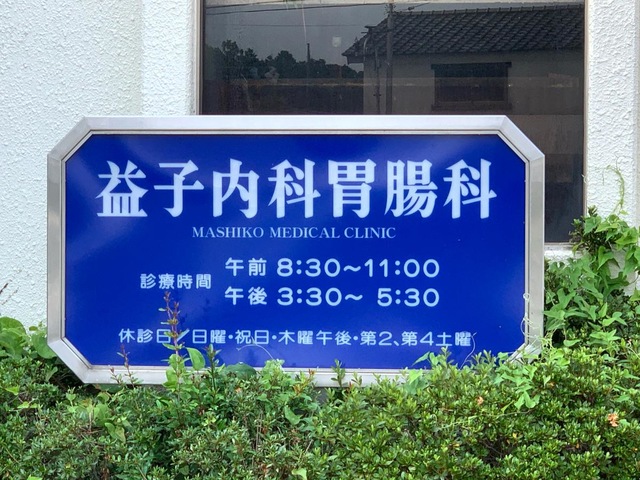 益子内科胃腸科
MASHIKO MEDICAL CLINIC
診療時間
午前 8:30〜11:00
午後 3:30〜 5:30
休診日/日曜・祝日・木曜午後・第2、第4土曜